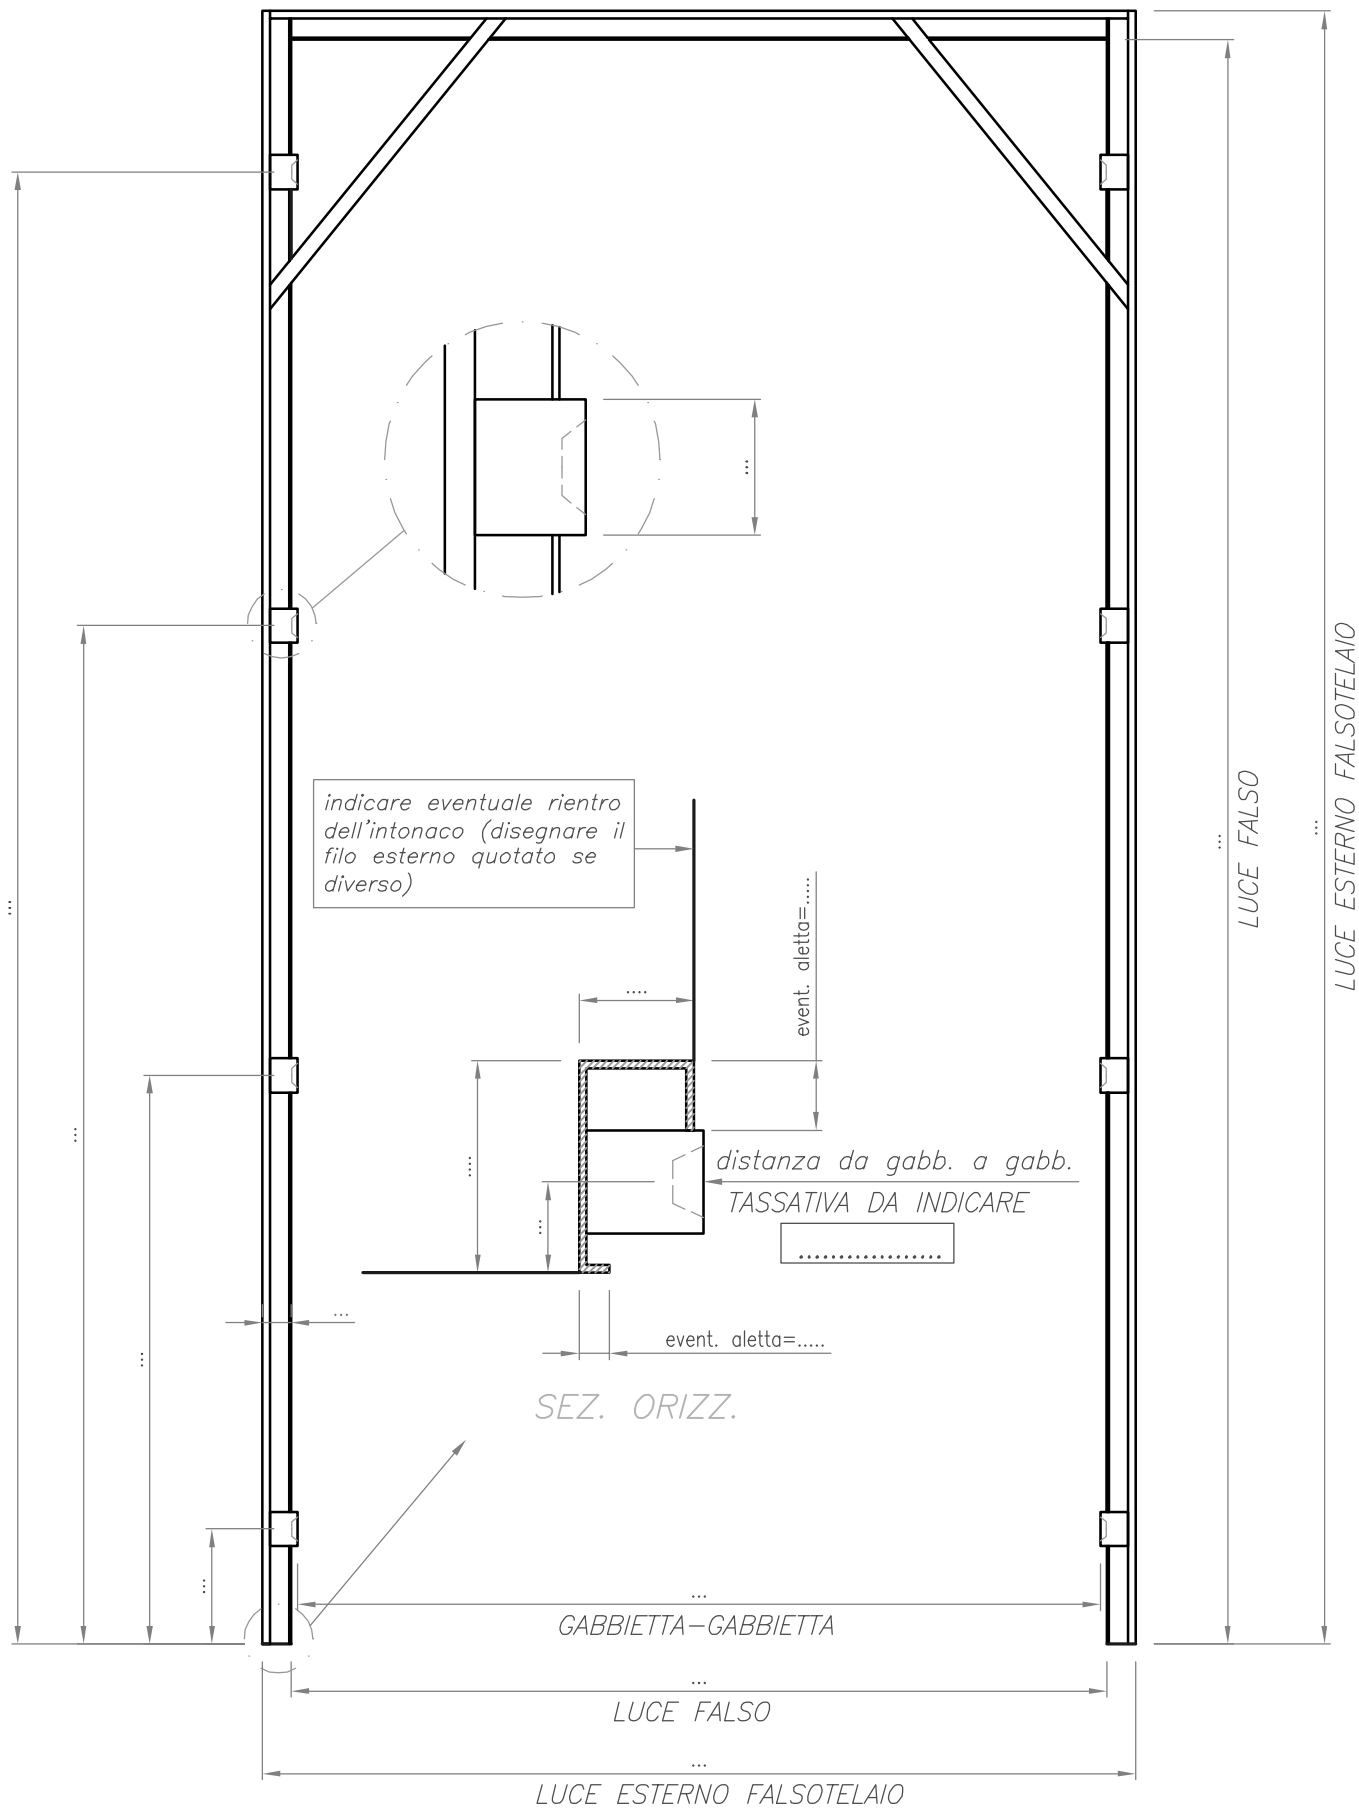 ...
...
...
...
LUCE FALSO
...
LUCE ESTERNO FALSOTELAIO
indicare eventuale rientro
dell'intonaco (disegnare il
filo esterno quotato se
diverso)
event. aletta=.....
....
....
distanza da gabb. a gabb.
TASSATIVA DA INDICARE
.................
...
...
event. aletta=.....
...
SEZ. ORIZZ.
...
...
GABBIETTA-GABBIETTA
...
LUCE FALSO
...
LUCE ESTERNO FALSOTELAIO